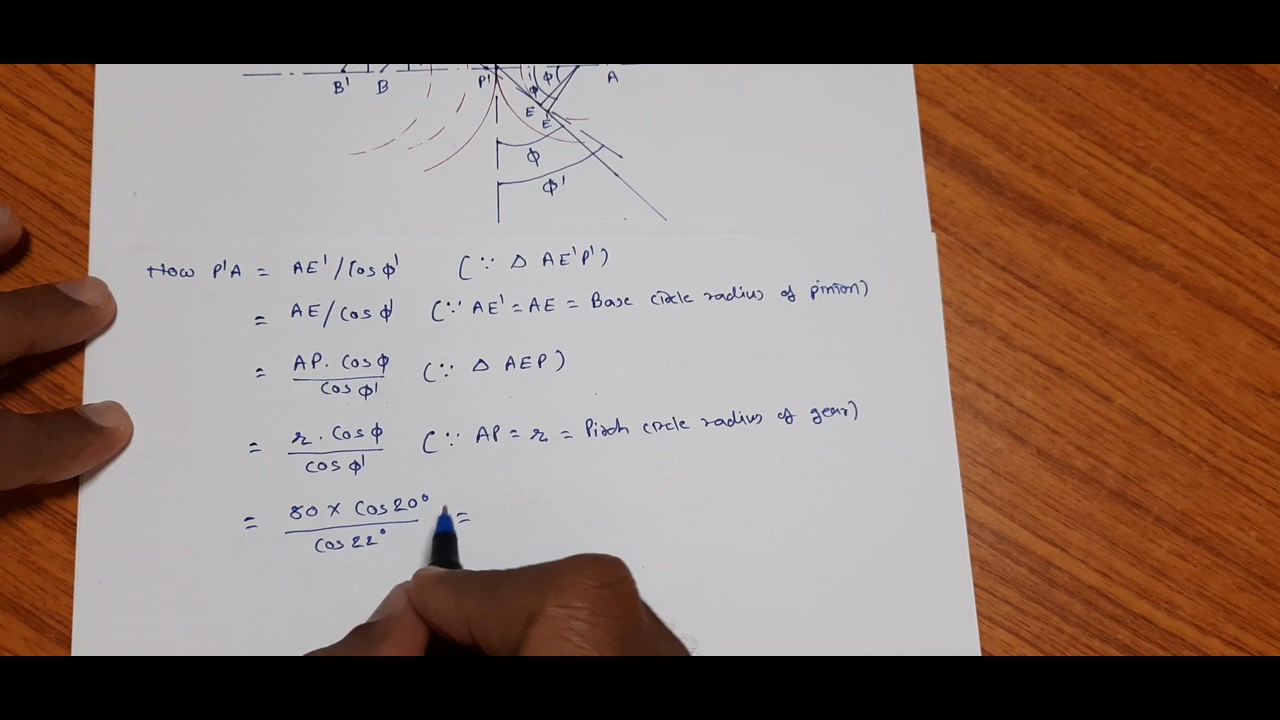 B' B P' Φ A
Φ
E
E'
Φ
Φ'
Now P'A = AE'/Cos Φ' (∵ Δ AE'P')
= AE/Cos Φ' (∵ AE' = AE = Base circle radius of pinion)
= AP. Cos Φ / Cos Φ' (∵ Δ AEP)
= r. Cos Φ / Cos Φ' (∵ AP = r = Pitch circle radius of gear)
= 80 x Cos 20° / Cos 22° =